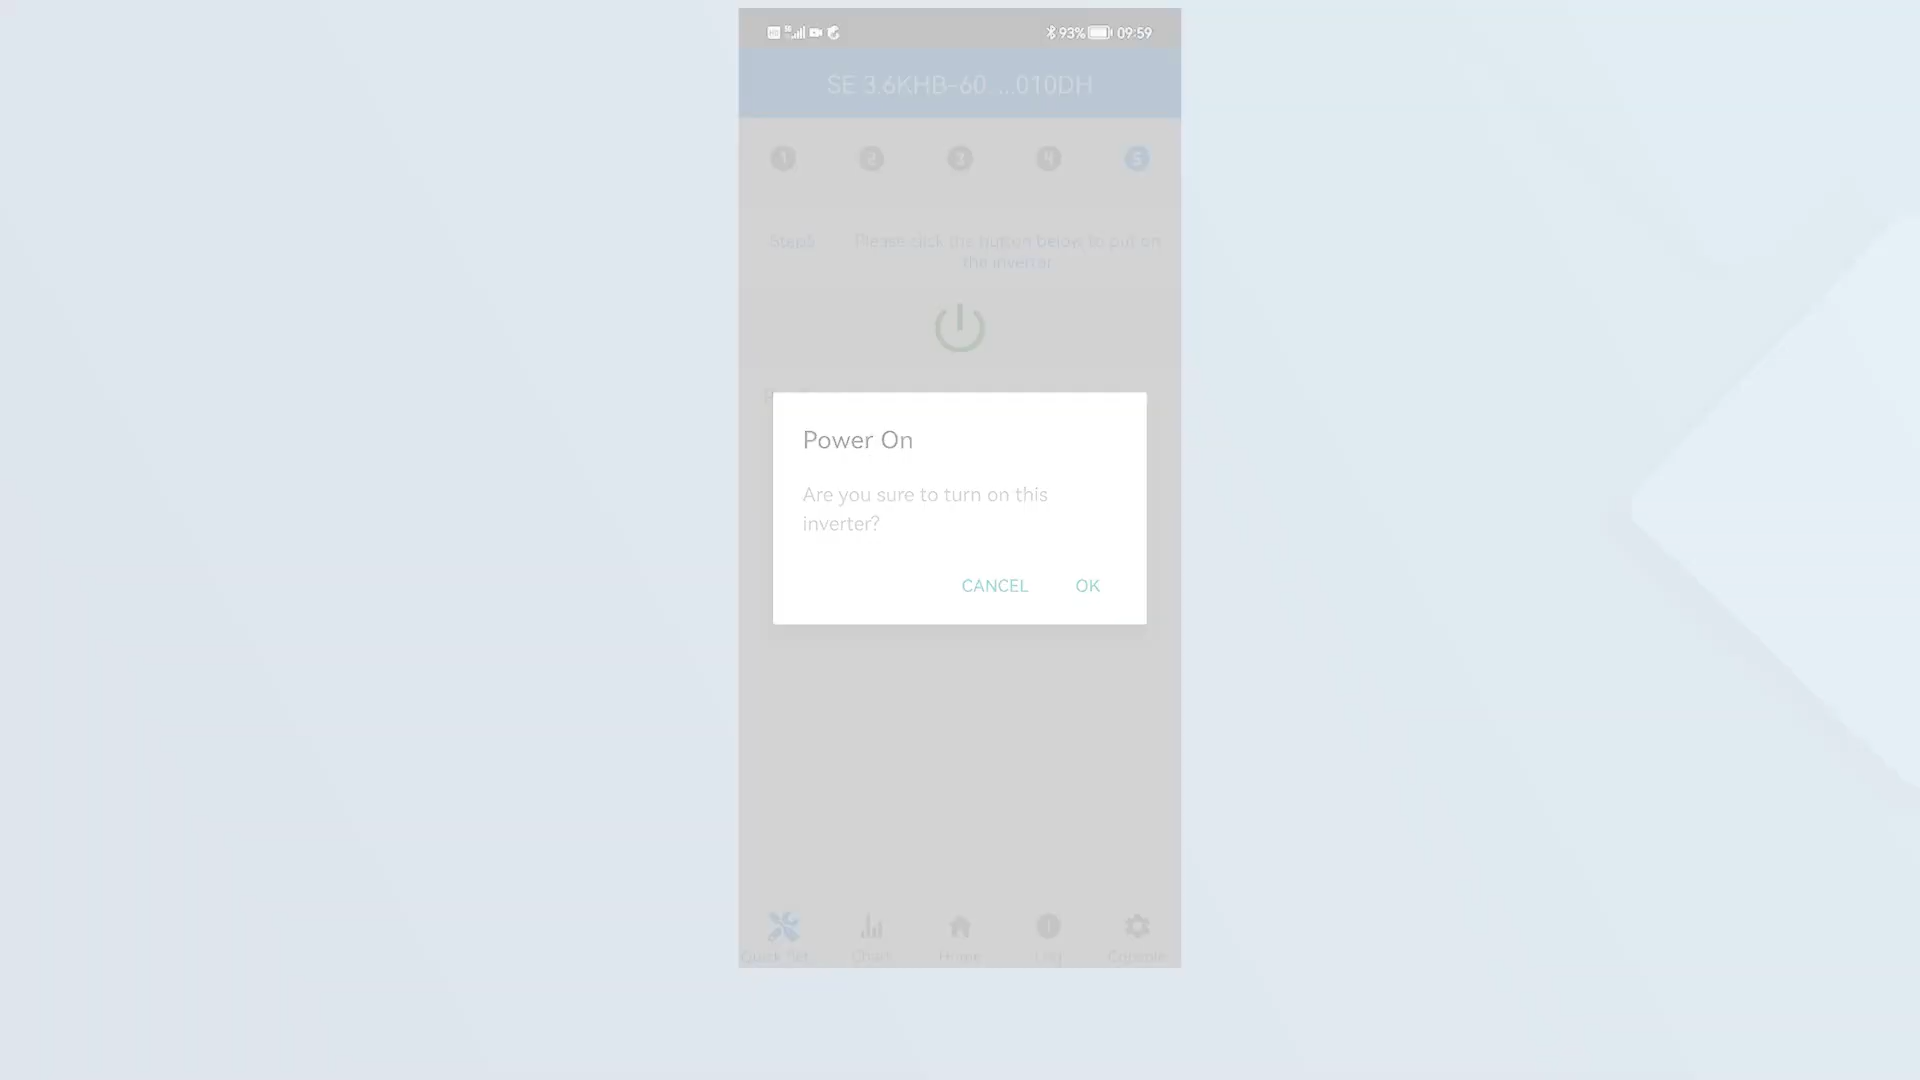 93% 09:59
SE 3.6KHB-60 ...010DH
1 2 3 4 5
Step5 Please click the button below to put on
the inverter
Power On
Are you sure to turn on this
inverter?
CANCEL OK
Quick Set Chart Home Log Console